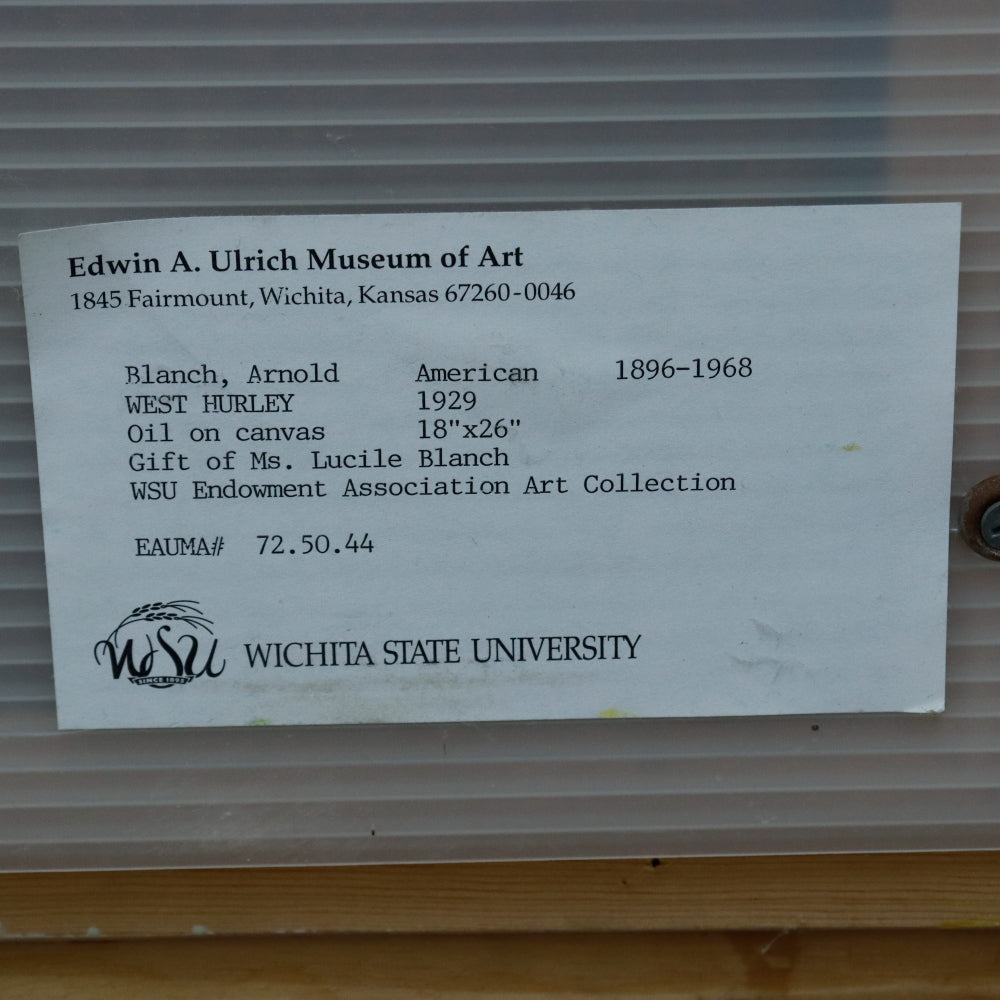 Edwin A. Ulrich Museum of Art
1845 Fairmount, Wichita, Kansas 67260-0046
Blanch, Arnold American 1896-1968
WEST HURLEY 1929
Oil on canvas 18"x26"
Gift of Ms. Lucile Blanch
WSU Endowment Association Art Collection
EAUMA# 72.50.44
WSU WICHITA STATE UNIVERSITY
SINCE 1895